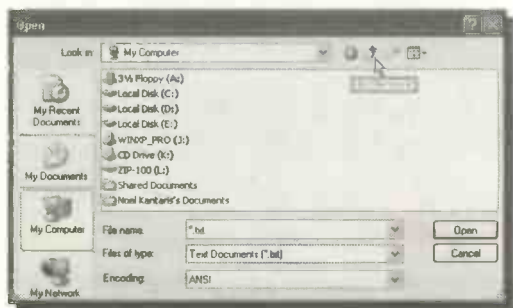 Open
Look in: My Computer
My Recent Documents
My Documents
My Computer
My Network
3½ Floppy (A:)
Local Disk (C:)
Local Disk (D:)
Local Disk (E:)
WINXP_PRO (J:)
CD Drive (K:)
ZIP-100 (L:)
Shared Documents
Noel Kantaris's Documents
File name: *.txt
Open
Files of type: Text Documents (*.txt)
Cancel
Encoding: ANSI